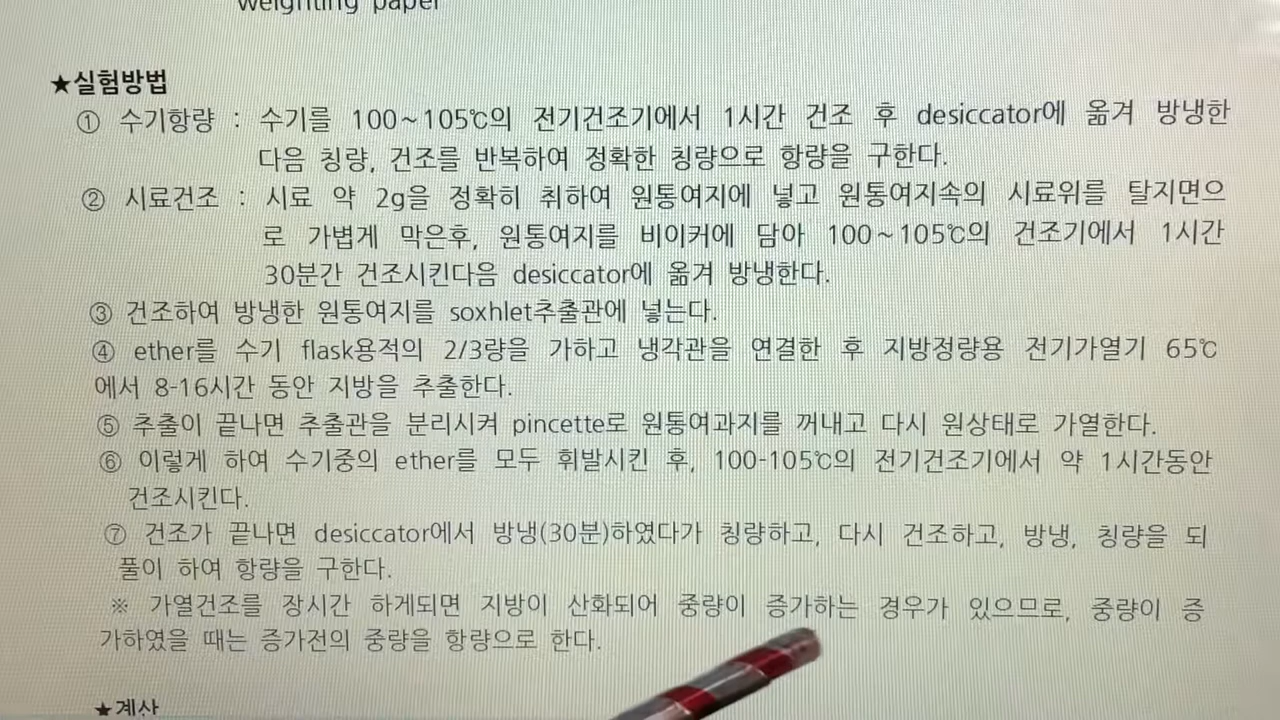 weighting paper
★실험방법
① 수기항량 : 수기를 100~105℃의 전기건조기에서 1시간 건조 후 desiccator에 옮겨 방냉한
다음 칭량, 건조를 반복하여 정확한 칭량으로 항량을 구한다.
② 시료건조 : 시료 약 2g을 정확히 취하여 원통여지에 넣고 원통여지속의 시료위를 탈지면으
로 가볍게 막은후, 원통여지를 비이커에 담아 100~105℃의 건조기에서 1시간
30분간 건조시킨다음 desiccator에 옮겨 방냉한다.
③ 건조하여 방냉한 원통여지를 soxhlet추출관에 넣는다.
④ ether를 수기 flask용적의 2/3량을 가하고 냉각관을 연결한 후 지방정량용 전기가열기 65℃
에서 8-16시간 동안 지방을 추출한다.
⑤ 추출이 끝나면 추출관을 분리시켜 pincette로 원통여과지를 꺼내고 다시 원상태로 가열한다.
⑥ 이렇게 하여 수기중의 ether를 모두 휘발시킨 후, 100-105℃의 전기건조기에서 약 1시간동안
건조시킨다.
⑦ 건조가 끝나면 desiccator에서 방냉(30분)하였다가 칭량하고, 다시 건조하고, 방냉, 칭량을 되
풀이 하여 항량을 구한다.
※ 가열건조를 장시간 하게되면 지방이 산화되어 중량이 증가하는 경우가 있으므로, 중량이 증
가하였을 때는 증가전의 중량을 항량으로 한다.
★계산